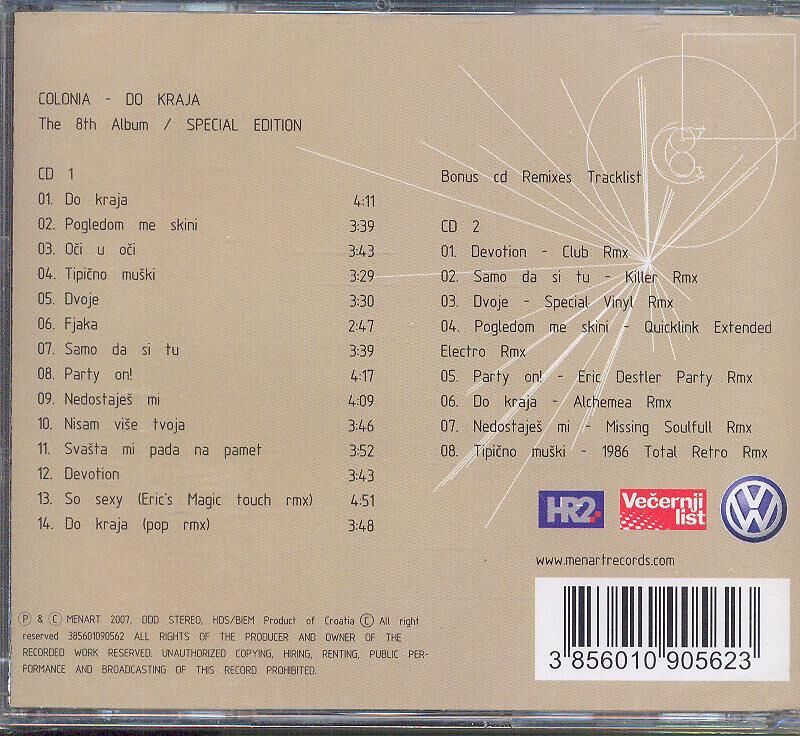 COLONIA - DO KRAJA
The 8th Album / SPECIAL EDITION
CD 1
01. Do kraja 4:11
02. Pogledom me skini 3:39
03. Oči u oči 3:43
04. Tipično muški 3:29
05. Dvoje 3:30
06. Fjaka 2:47
07. Samo da si tu 3:39
08. Party on! 4:17
09. Nedostaješ mi 4:09
10. Nisam više tvoja 3:46
11. Svašta mi pada na pamet 3:52
12. Devotion 3:43
13. So sexy (Eric's Magic touch rmx) 4:51
14. Do kraja (pop rmx) 3:48
Bonus cd Remixes Tracklist
CD 2
01. Devotion - Club Rmx
02. Samo da si tu - Killer Rmx
03. Dvoje - Special Vinyl Rmx
04. Pogledom me skini - Quicklink Extended
Electro Rmx
05. Party on! - Eric Destler Party Rmx
06. Do kraja - Alchemea Rmx
07. Nedostaješ mi - Missing Soulfull Rmx
08. Tipično muški - 1986 Total Retro Rmx
HR2
Večernji
list
VW
www.menartrecords.com
Ⓟ & Ⓒ MENART 2007, DDD STEREO, HDS/BIEM Product of Croatia Ⓒ All right
reserved 385601090562 ALL RIGHTS OF THE PRODUCER AND OWNER OF THE
RECORDED WORK RESERVED. UNAUTHORIZED COPYING, HIRING, RENTING, PUBLIC PER-
FORMANCE AND BROADCASTING OF THIS RECORD PROHIBITED.
3 856010 905623